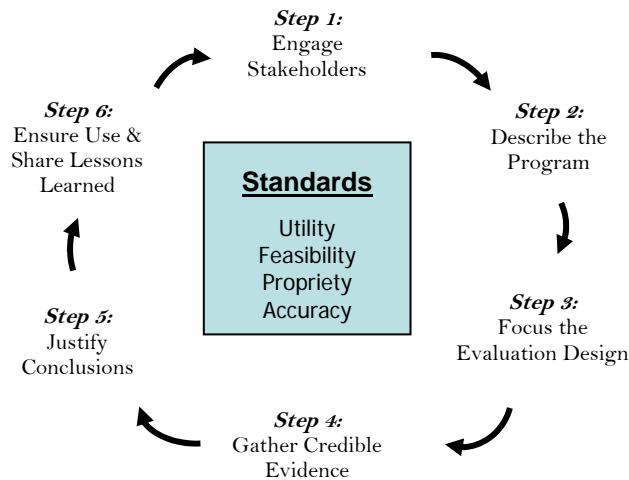 Step 1:
Engage
Stakeholders
Step 2:
Describe the
Program
Step 3:
Focus the
Evaluation Design
Step 4:
Gather Credible
Evidence
Step 5:
Justify
Conclusions
Step 6:
Ensure Use &
Share Lessons
Learned
Standards
Utility
Feasibility
Propriety
Accuracy